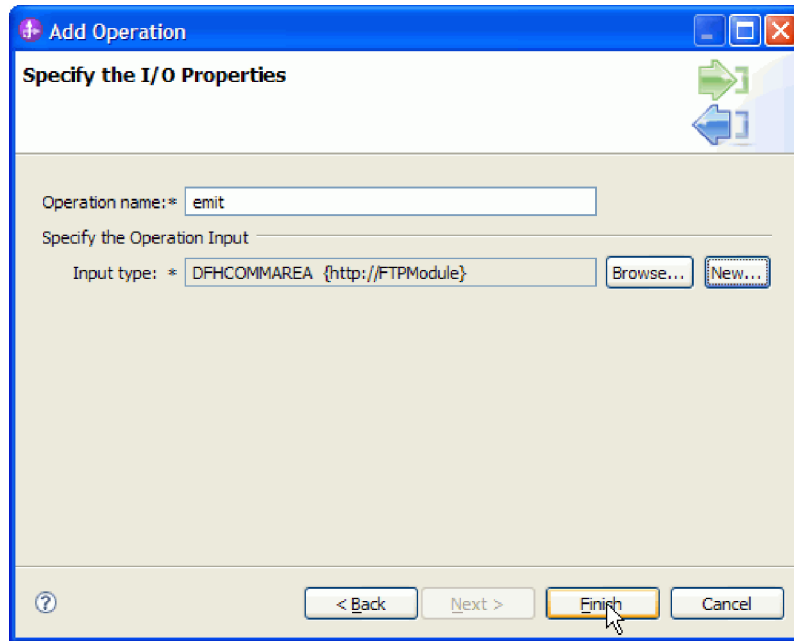 Add Operation
Specify the I/O Properties
Operation name:* emit
Specify the Operation Input
Input type: * DFHCOMMAREA {http://FTPModule} Browse... New...
? < Back Next > Finish Cancel